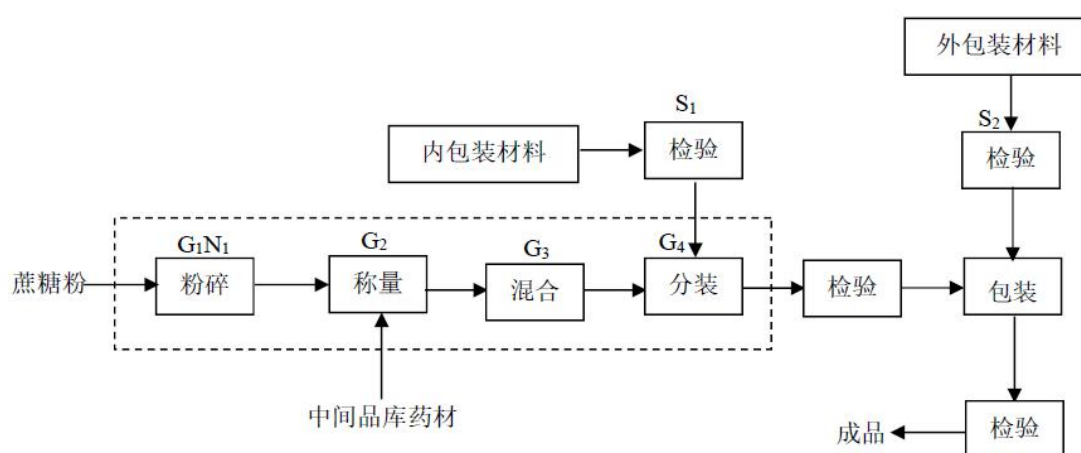 外包装材料
S₁
S₂
内包装材料
检验
检验
G₁N₁
G₂
G₃
G₄
蔗糖粉
粉碎
称量
混合
分装
检验
包装
中间品库药材
成品
检验